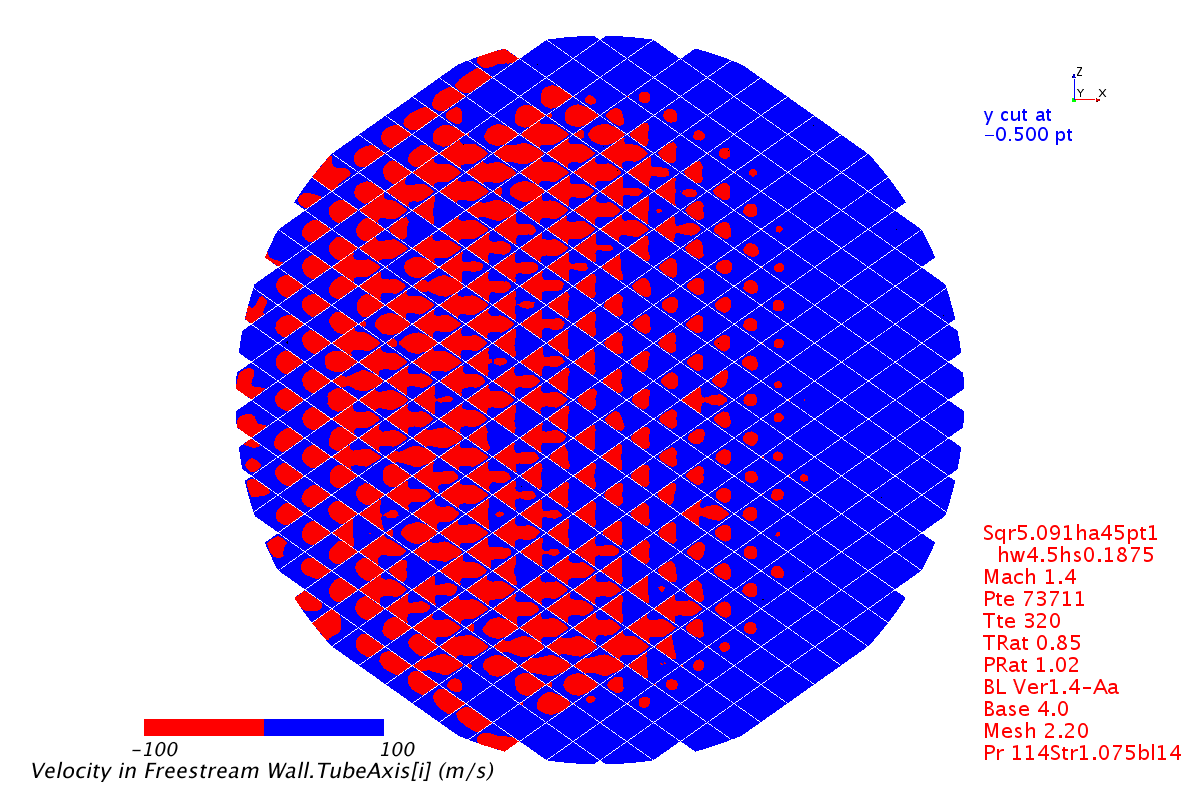 Z
Y X
y cut at
-0.500 pt
Sqr5.091ha45pt1
hw4.5hs0.1875
Mach 1.4
Pte 73711
Tte 320
TRat 0.85
PRat 1.02
BL Ver1.4-Aa
Base 4.0
Mesh 2.20
Pr 114Str1.075bl14
-100 100
Velocity in Freestream Wall.TubeAxis[i] (m/s)